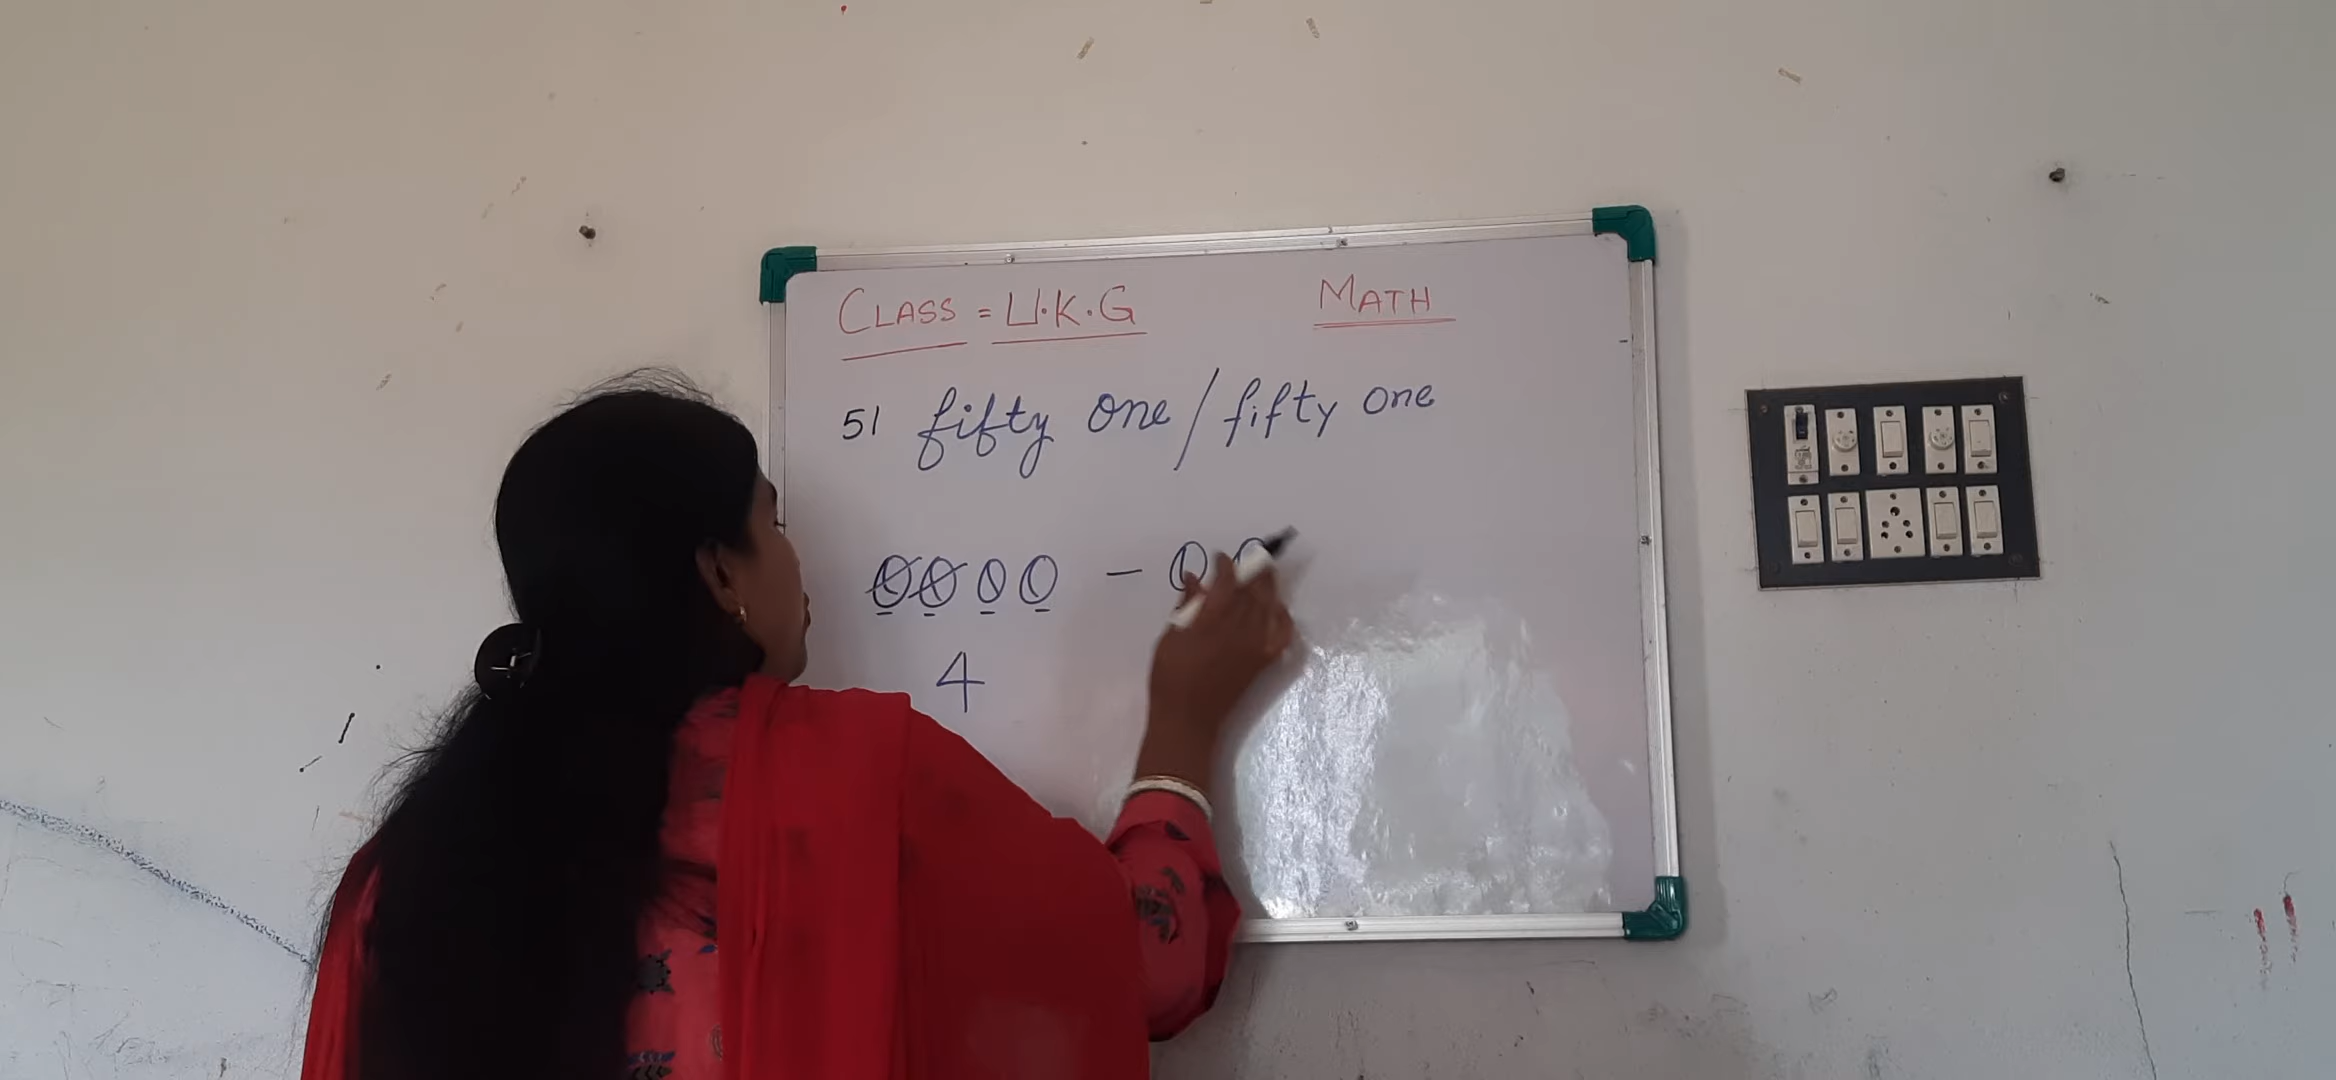 CLASS = U.K.G MATH
51 fifty one / fifty one
−
4